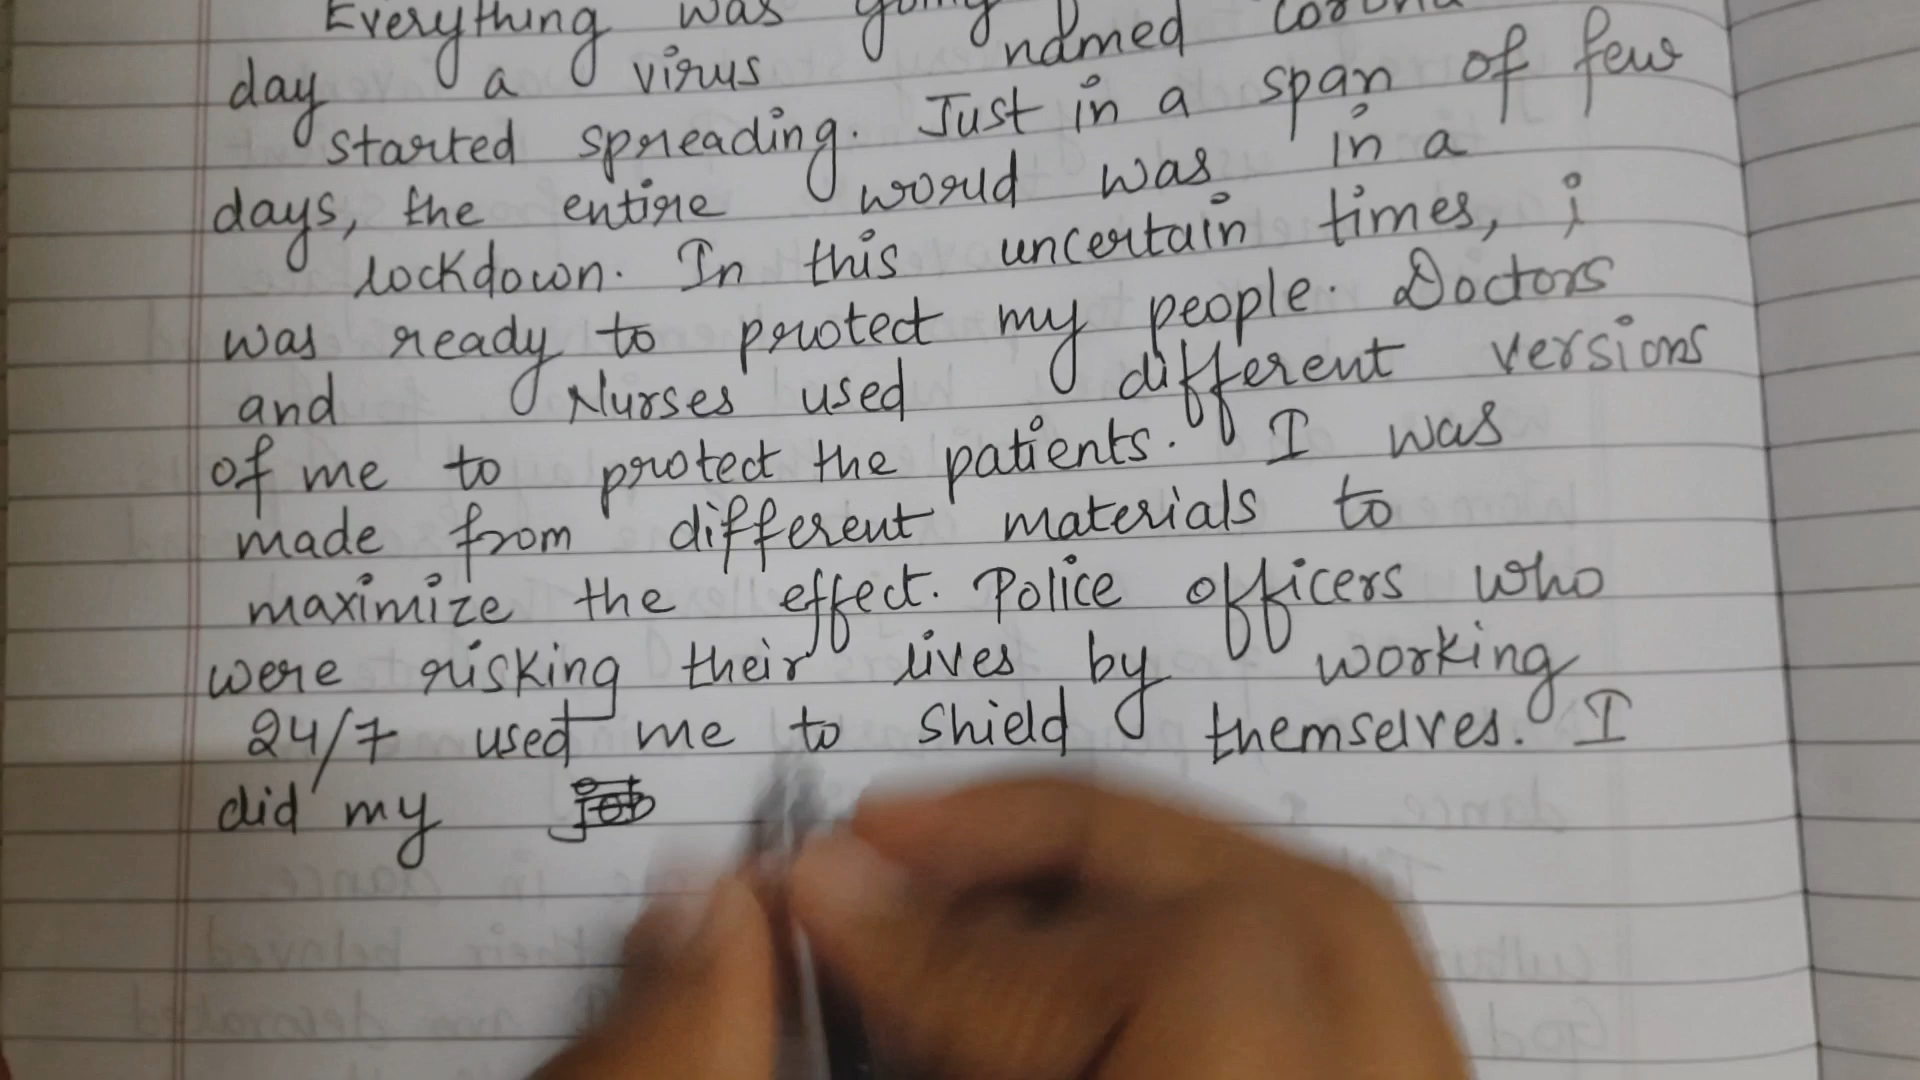 Everything was going
day a virus named corona
started spreading. Just in a span of few
days, the entire world was in a
lockdown. In this uncertain times, i
was ready to protect my people. Doctors
and Nurses used different versions
of me to protect the patients. I was
made from different materials to
maximize the effect. Police officers who
were risking their lives by working
24/7 used me to shield themselves. I
did my